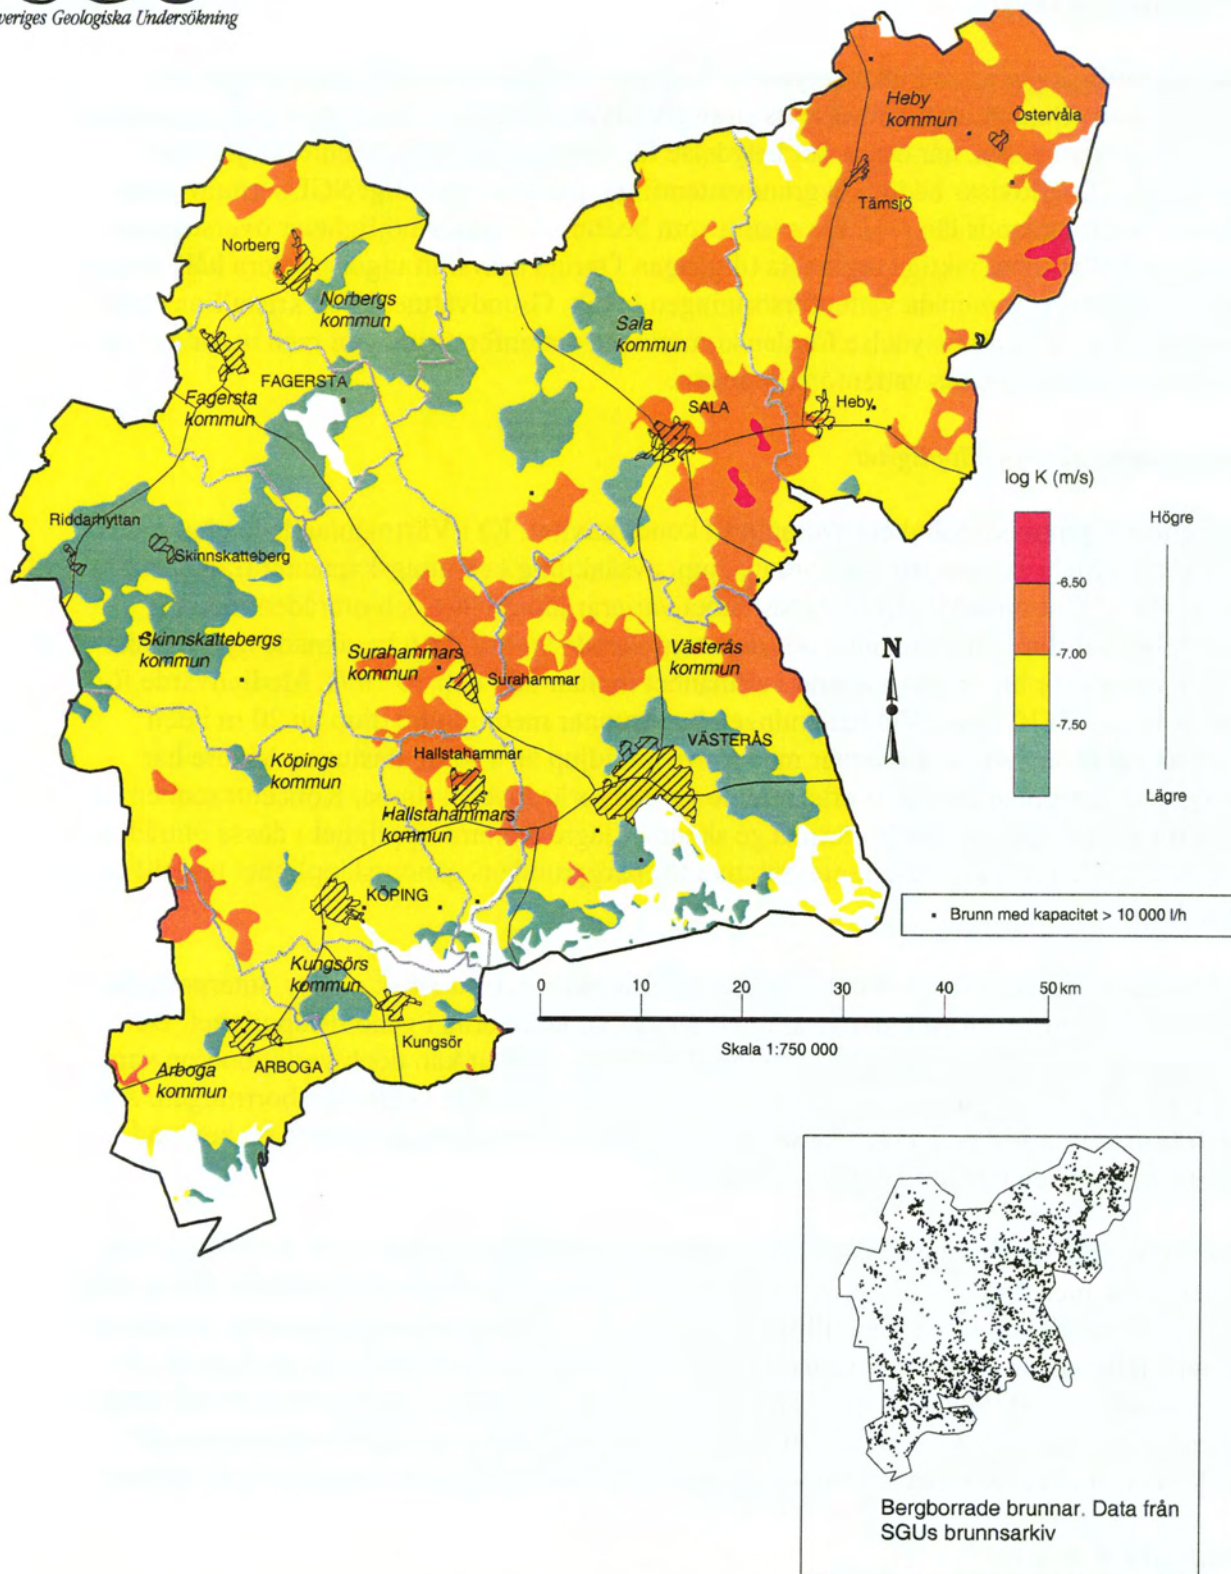 Sveriges Geologiska Undersökning
Heby
kommun
Östervåla
Tämsjö
Norberg
Norbergs
kommun
Sala
kommun
FAGERSTA
Fagersta
kommun
SALA
Heby
log K (m/s)
Högre
-6.50
-7.00
-7.50
Lägre
Riddarhyttan
Skinnskatteberg
Skinnskattebergs
kommun
Surahammars
kommun
Surahammar
Västerås
kommun
N
VÄSTERÅS
Köpings
kommun
Hallstahammar
Hallstahammars
kommun
KÖPING
Brunn med kapacitet > 10 000 l/h
Kungsörs
kommun
0 10 20 30 40 50 km
Skala 1:750 000
Kungsör
ARBOGA
Arboga
kommun
Bergborrade brunnar. Data från
SGUs brunnsarkiv